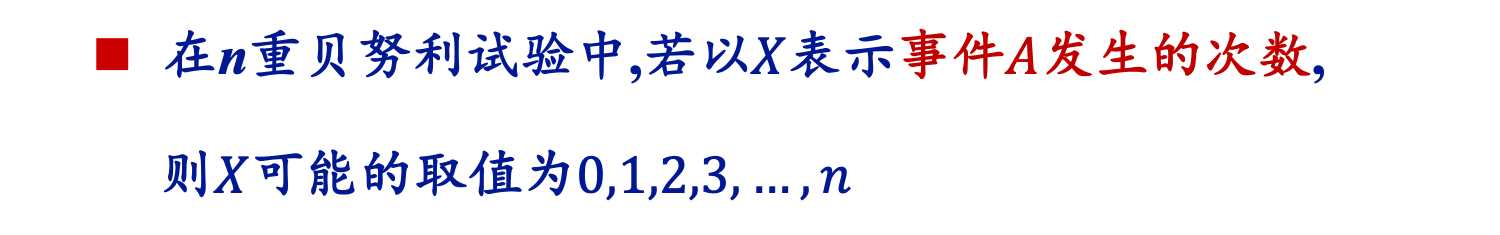 在n重贝努利试验中,若以X表示事件A发生的次数,
则X可能的取值为0,1,2,3, … , n